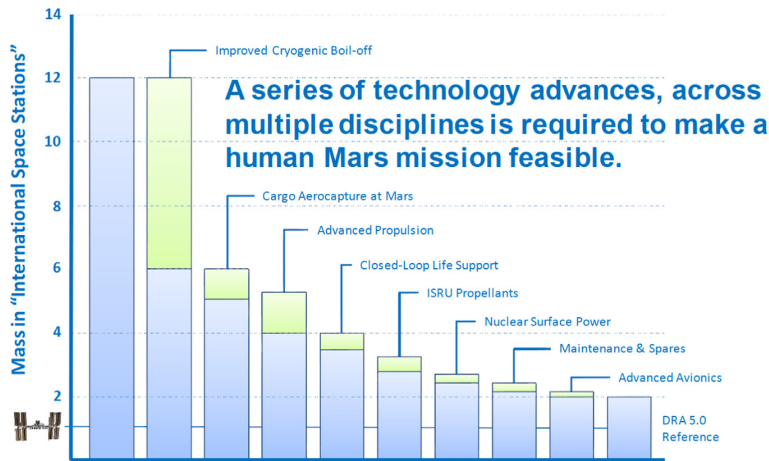 14
Improved Cryogenic Boil-off
12
A series of technology advances, across
multiple disciplines is required to make a
human Mars mission feasible.
10
Mass in “International Space Stations”
8
Cargo Aerocapture at Mars
Advanced Propulsion
6
Closed-Loop Life Support
ISRU Propellants
4
Nuclear Surface Power
Maintenance & Spares
Advanced Avionics
2
DRA 5.0
Reference